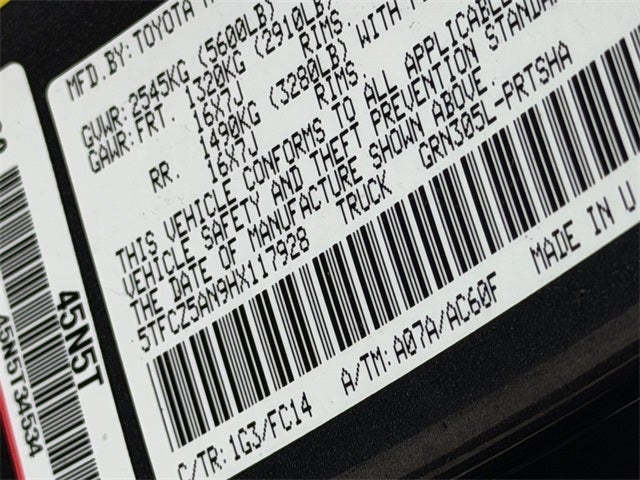 MFD.BY: TOYOTA
GVWR: 2545KG (5600LB)
GAWR: FRT. 1320KG (2910LB) WITH
16X7J RIMS
RR. 1490KG (3280LB) WITH
16X7J RIMS
THIS VEHICLE CONFORMS TO ALL APPLICABLE
VEHICLE SAFETY AND THEFT PREVENTION STANDAR
THE DATE OF MANUFACTURE SHOWN ABOVE.
5TFCZ5AN9HX117928 TRUCK GRN305L-PRTSHA
C/TR: 1G3/FC14 A/TM: A07A/AC60F MADE IN U
45N5T
45N5T34534